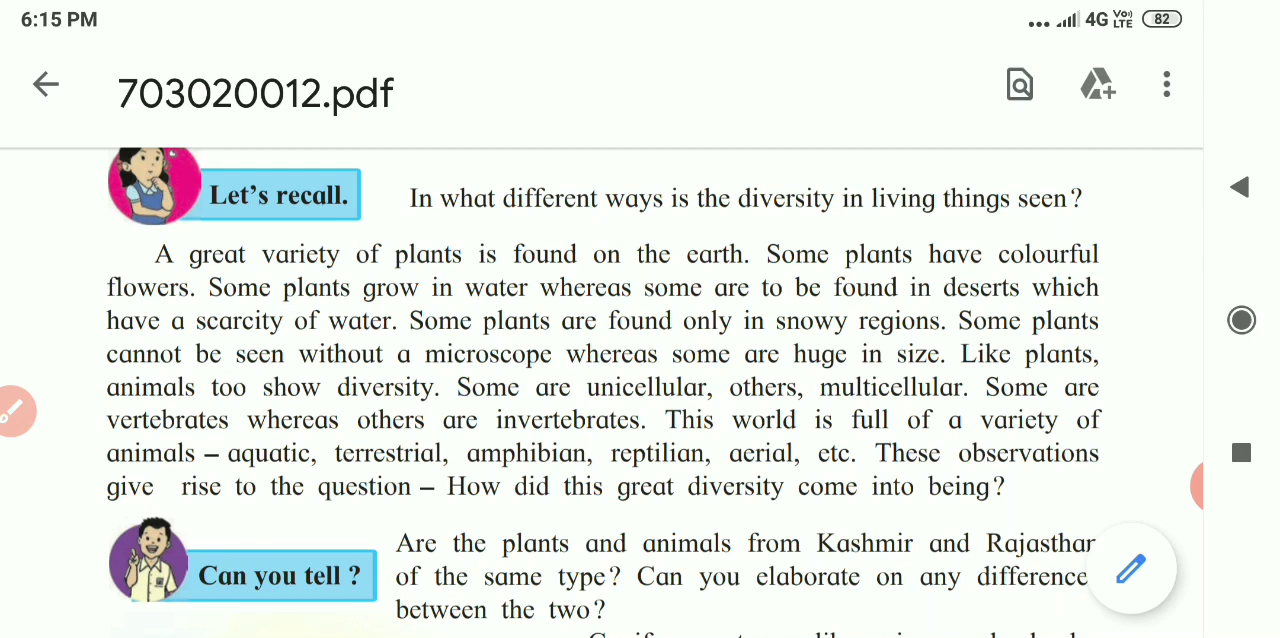 6:15 PM
4G Vo)) LTE 82
703020012.pdf
Let's recall.
In what different ways is the diversity in living things seen?
A great variety of plants is found on the earth. Some plants have colourful
flowers. Some plants grow in water whereas some are to be found in deserts which
have a scarcity of water. Some plants are found only in snowy regions. Some plants
cannot be seen without a microscope whereas some are huge in size. Like plants,
animals too show diversity. Some are unicellular, others, multicellular. Some are
vertebrates whereas others are invertebrates. This world is full of a variety of
animals – aquatic, terrestrial, amphibian, reptilian, aerial, etc. These observations
give rise to the question – How did this great diversity come into being?
Can you tell ?
Are the plants and animals from Kashmir and Rajasthan
of the same type? Can you elaborate on any difference
between the two?